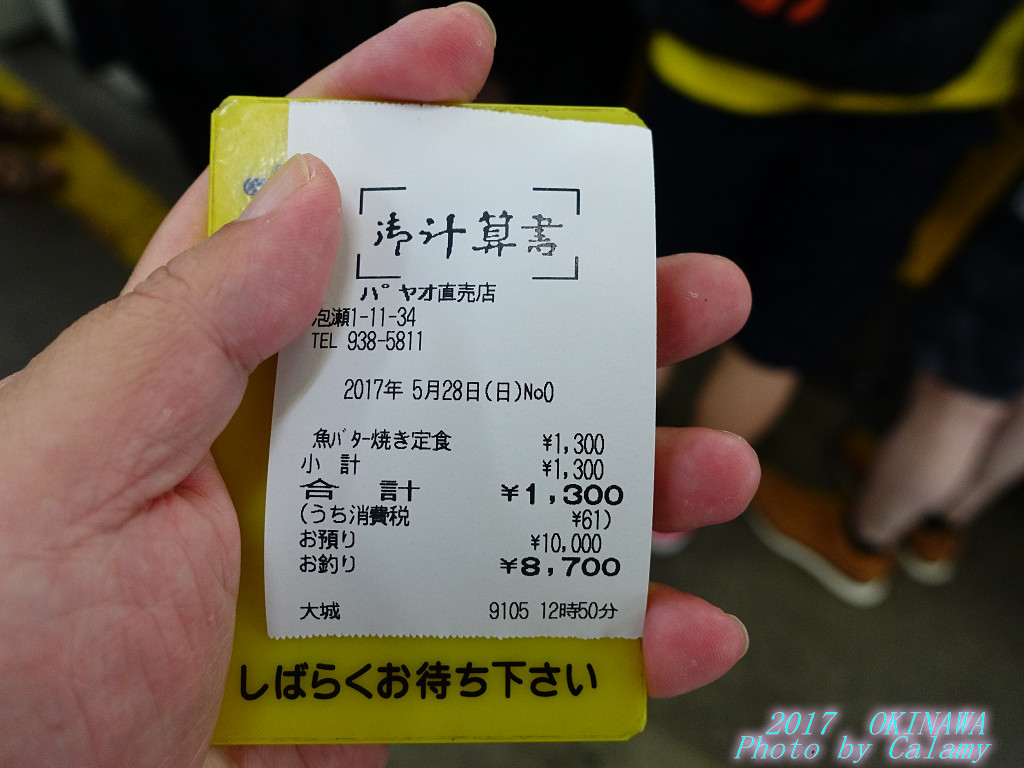 御計算書
パヤオ直売店
泡瀬1-11-34
TEL 938-5811
2017年 5月28日(日)No0
魚バター焼き定食 ¥1,300
小 計 ¥1,300
合 計 ¥1,300
(うち消費税 ¥61)
お預り ¥10,000
お釣り ¥8,700
大城 9105 12時50分
しばらくお待ち下さい
2017 OKINAWA
Photo by Calamy